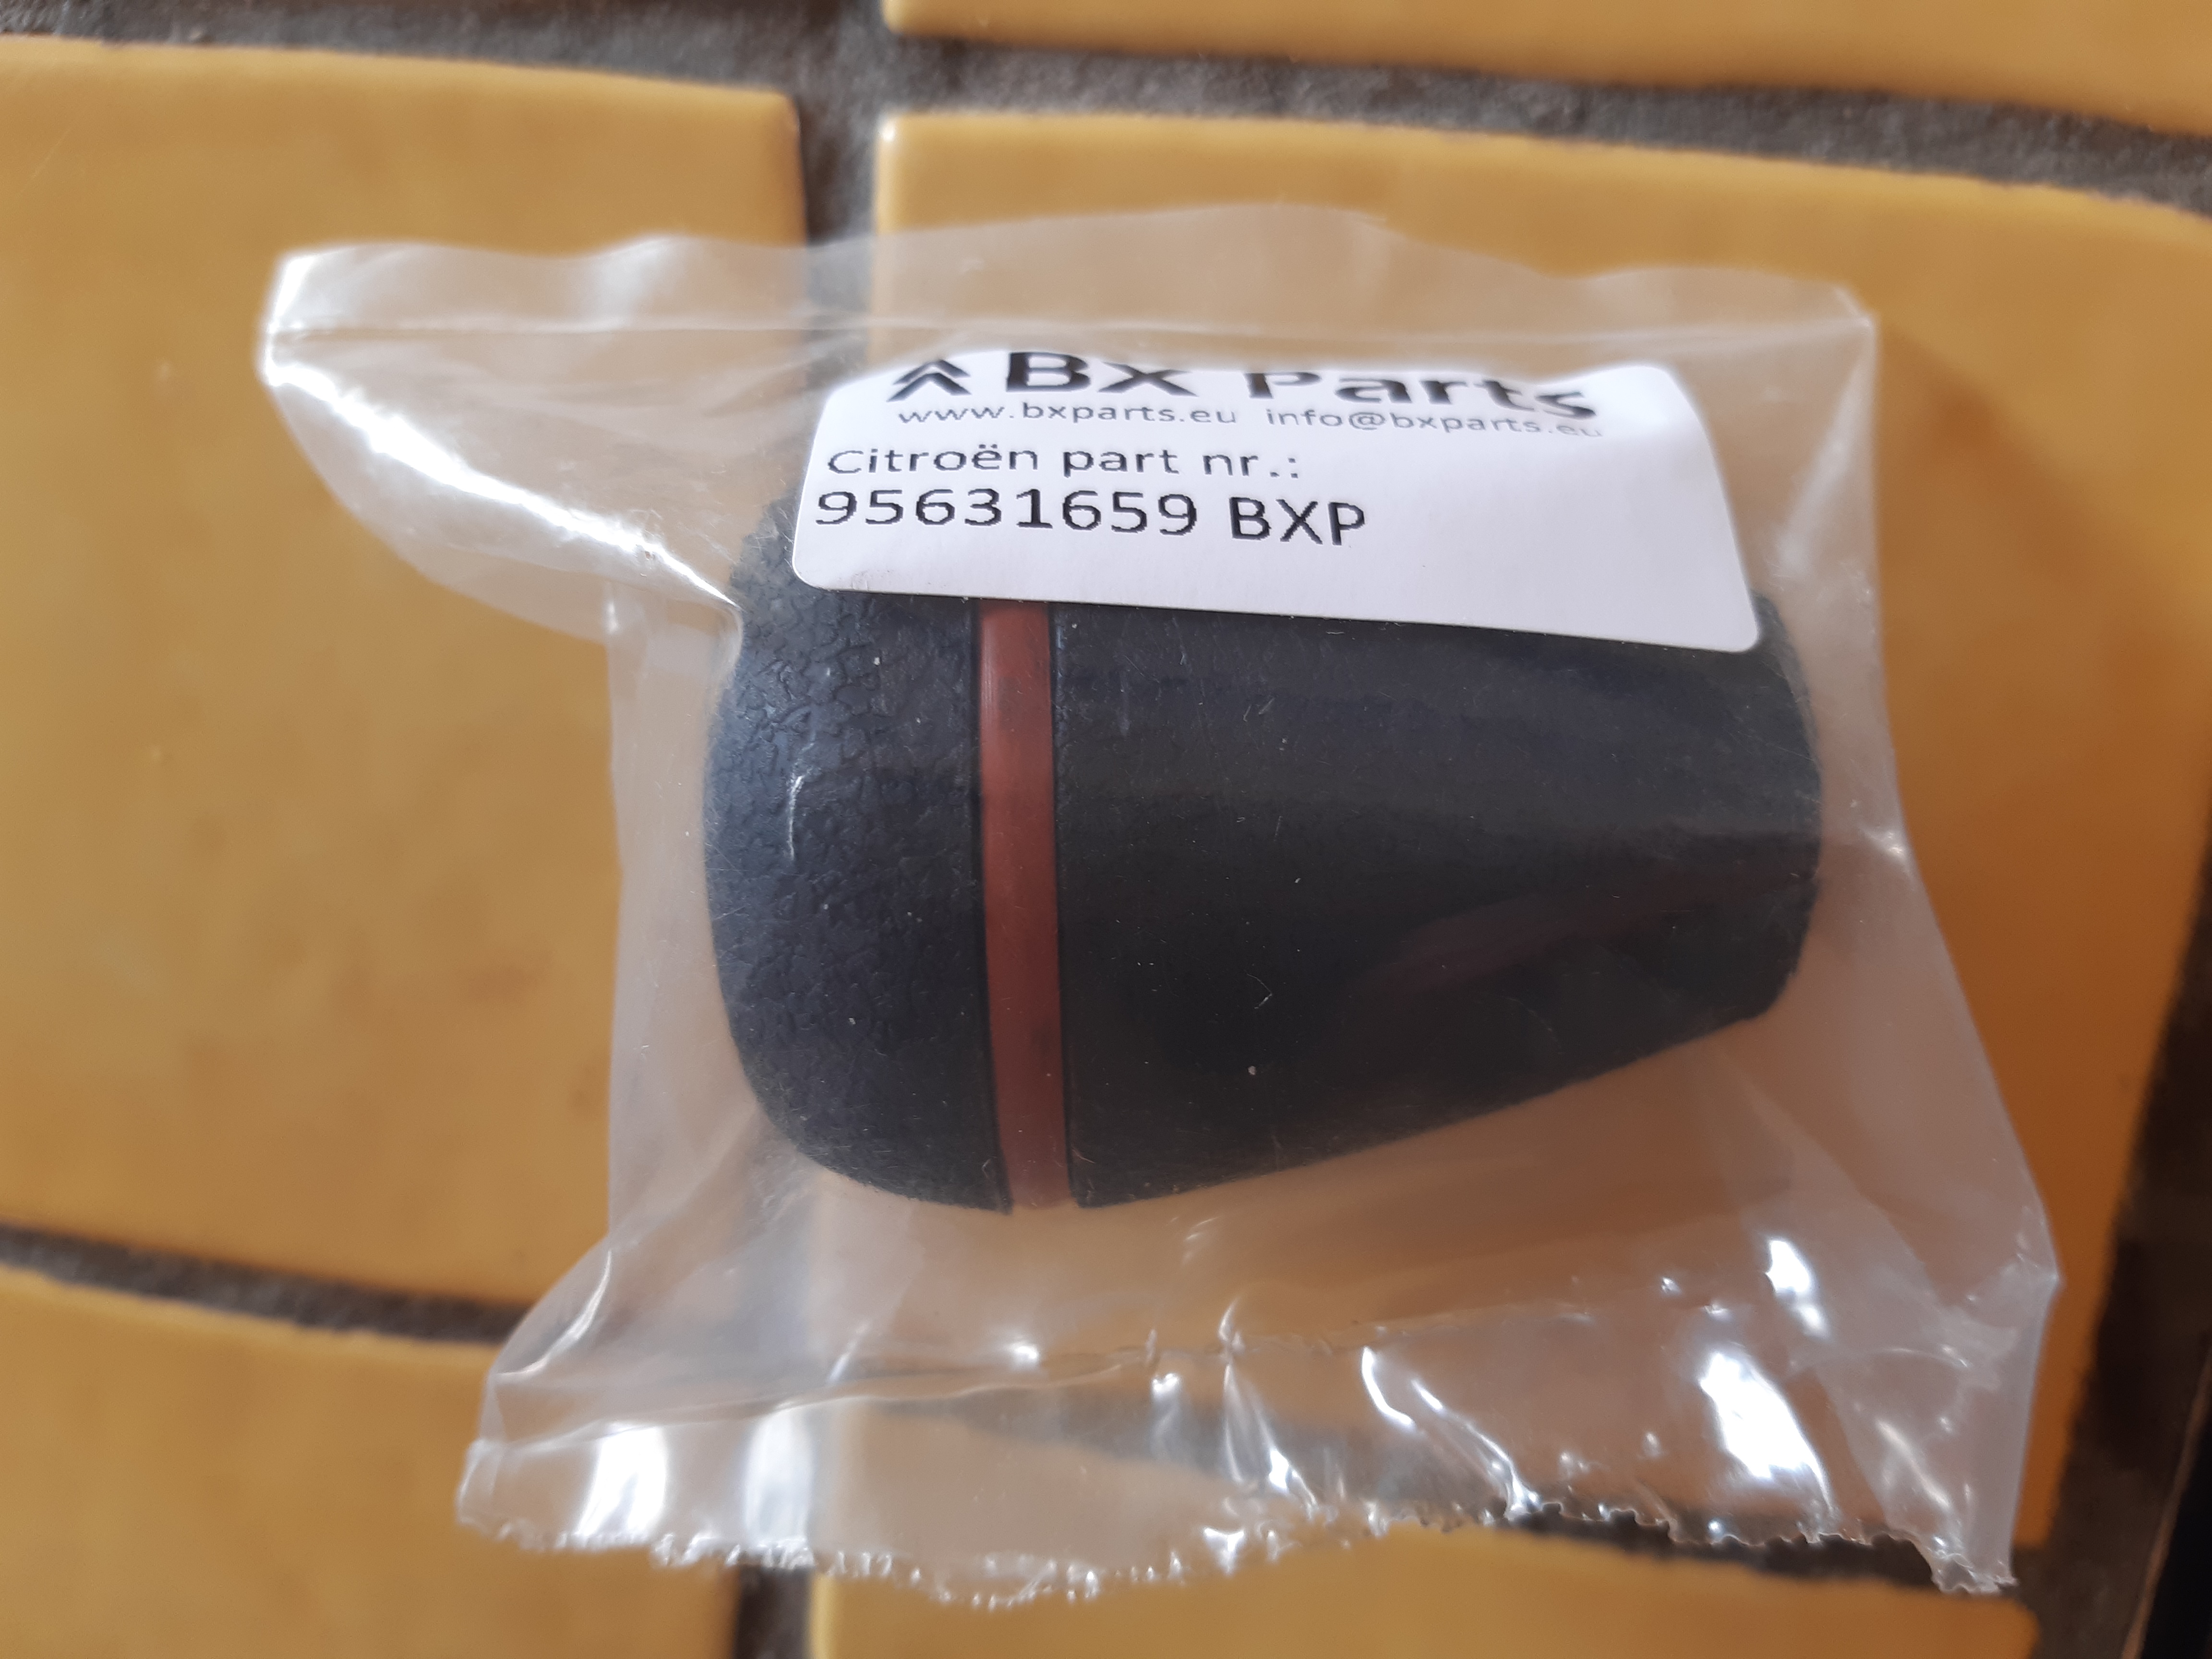 Bx Parts
www.bxparts.eu info@bxparts.eu
Citroën part nr.:
95631659 BXP